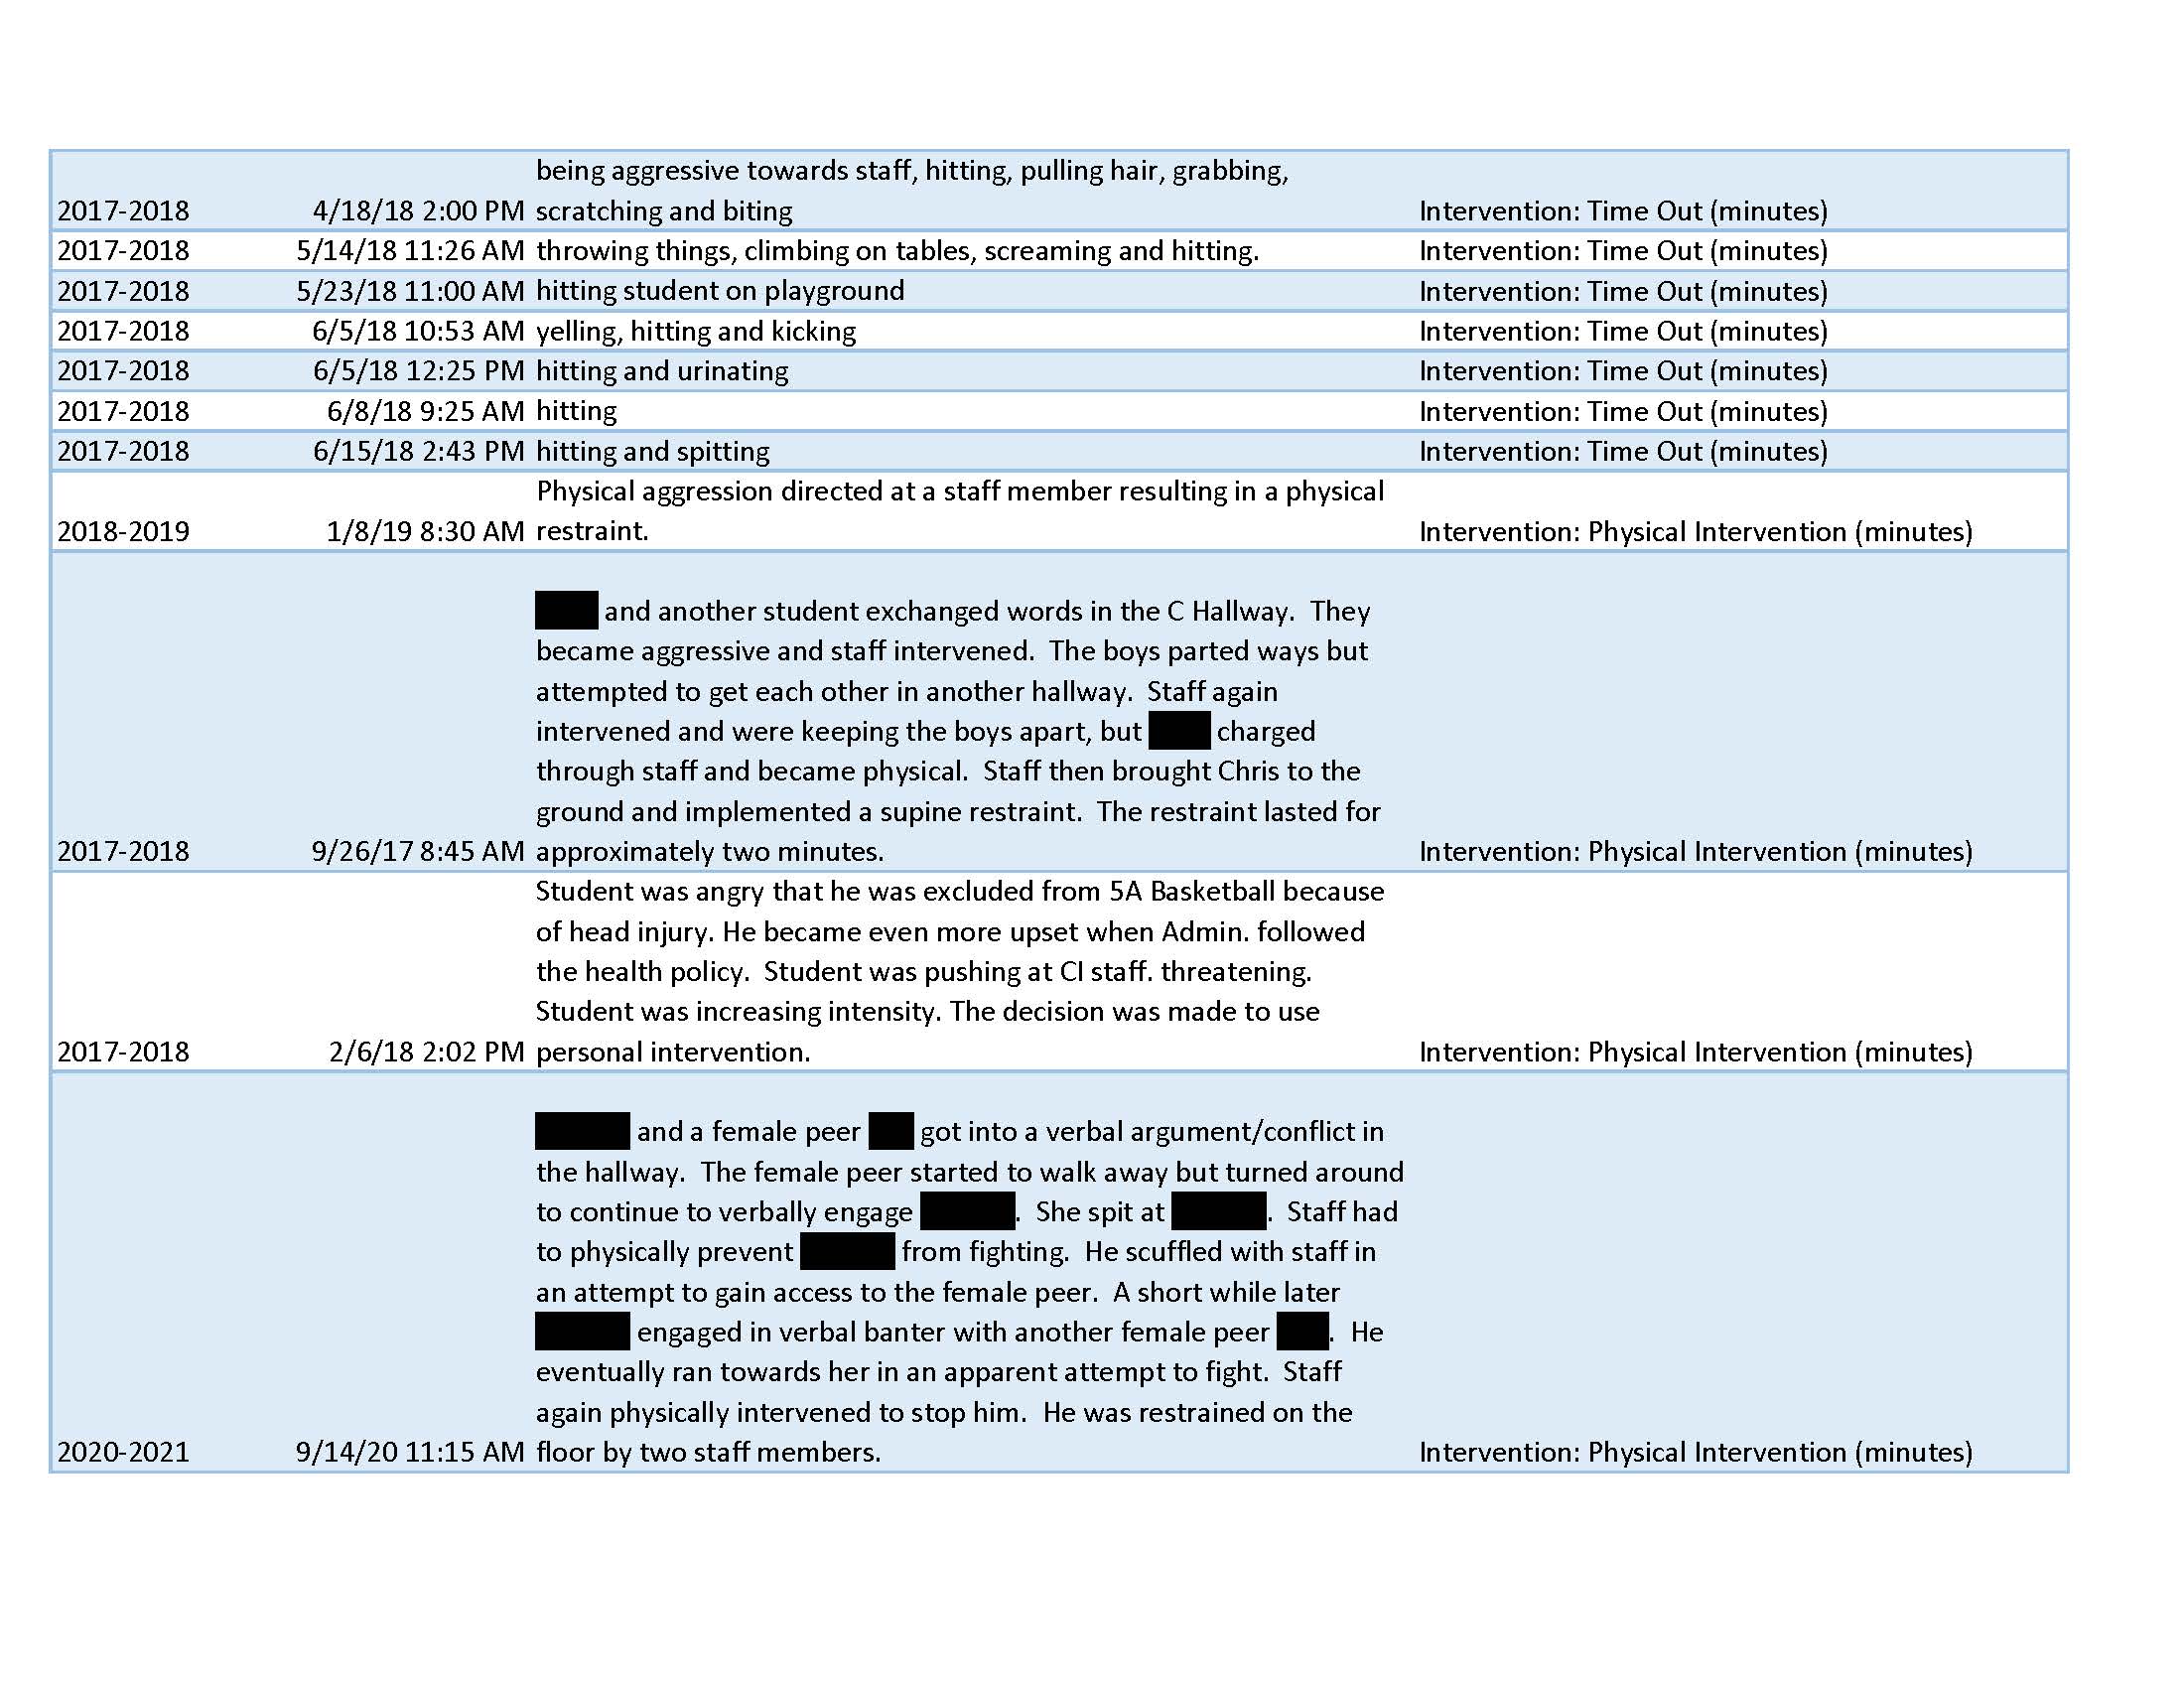 being aggressive towards staff, hitting, pulling hair, grabbing,
2017-2018 4/18/18 2:00 PM scratching and biting Intervention: Time Out (minutes)
2017-2018 5/14/18 11:26 AM throwing things, climbing on tables, screaming and hitting. Intervention: Time Out (minutes)
2017-2018 5/23/18 11:00 AM hitting student on playground Intervention: Time Out (minutes)
2017-2018 6/5/18 10:53 AM yelling, hitting and kicking Intervention: Time Out (minutes)
2017-2018 6/5/18 12:25 PM hitting and urinating Intervention: Time Out (minutes)
2017-2018 6/8/18 9:25 AM hitting Intervention: Time Out (minutes)
2017-2018 6/15/18 2:43 PM hitting and spitting Intervention: Time Out (minutes)
Physical aggression directed at a staff member resulting in a physical
2018-2019 1/8/19 8:30 AM restraint. Intervention: Physical Intervention (minutes)
and another student exchanged words in the C Hallway.  They
became aggressive and staff intervened.  The boys parted ways but
attempted to get each other in another hallway.  Staff again
intervened and were keeping the boys apart, but charged
through staff and became physical.  Staff then brought Chris to the
ground and implemented a supine restraint.  The restraint lasted for
2017-2018 9/26/17 8:45 AM approximately two minutes. Intervention: Physical Intervention (minutes)
Student was angry that he was excluded from 5A Basketball because
of head injury. He became even more upset when Admin. followed
the health policy.  Student was pushing at CI staff. threatening.
Student was increasing intensity. The decision was made to use
2017-2018 2/6/18 2:02 PM personal intervention. Intervention: Physical Intervention (minutes)
and a female peer got into a verbal argument/conflict in
the hallway.  The female peer started to walk away but turned around
to continue to verbally engage .  She spit at .  Staff had
to physically prevent from fighting.  He scuffled with staff in
an attempt to gain access to the female peer.  A short while later
engaged in verbal banter with another female peer .  He
eventually ran towards her in an apparent attempt to fight.  Staff
again physically intervened to stop him.  He was restrained on the
2020-2021 9/14/20 11:15 AM floor by two staff members. Intervention: Physical Intervention (minutes)